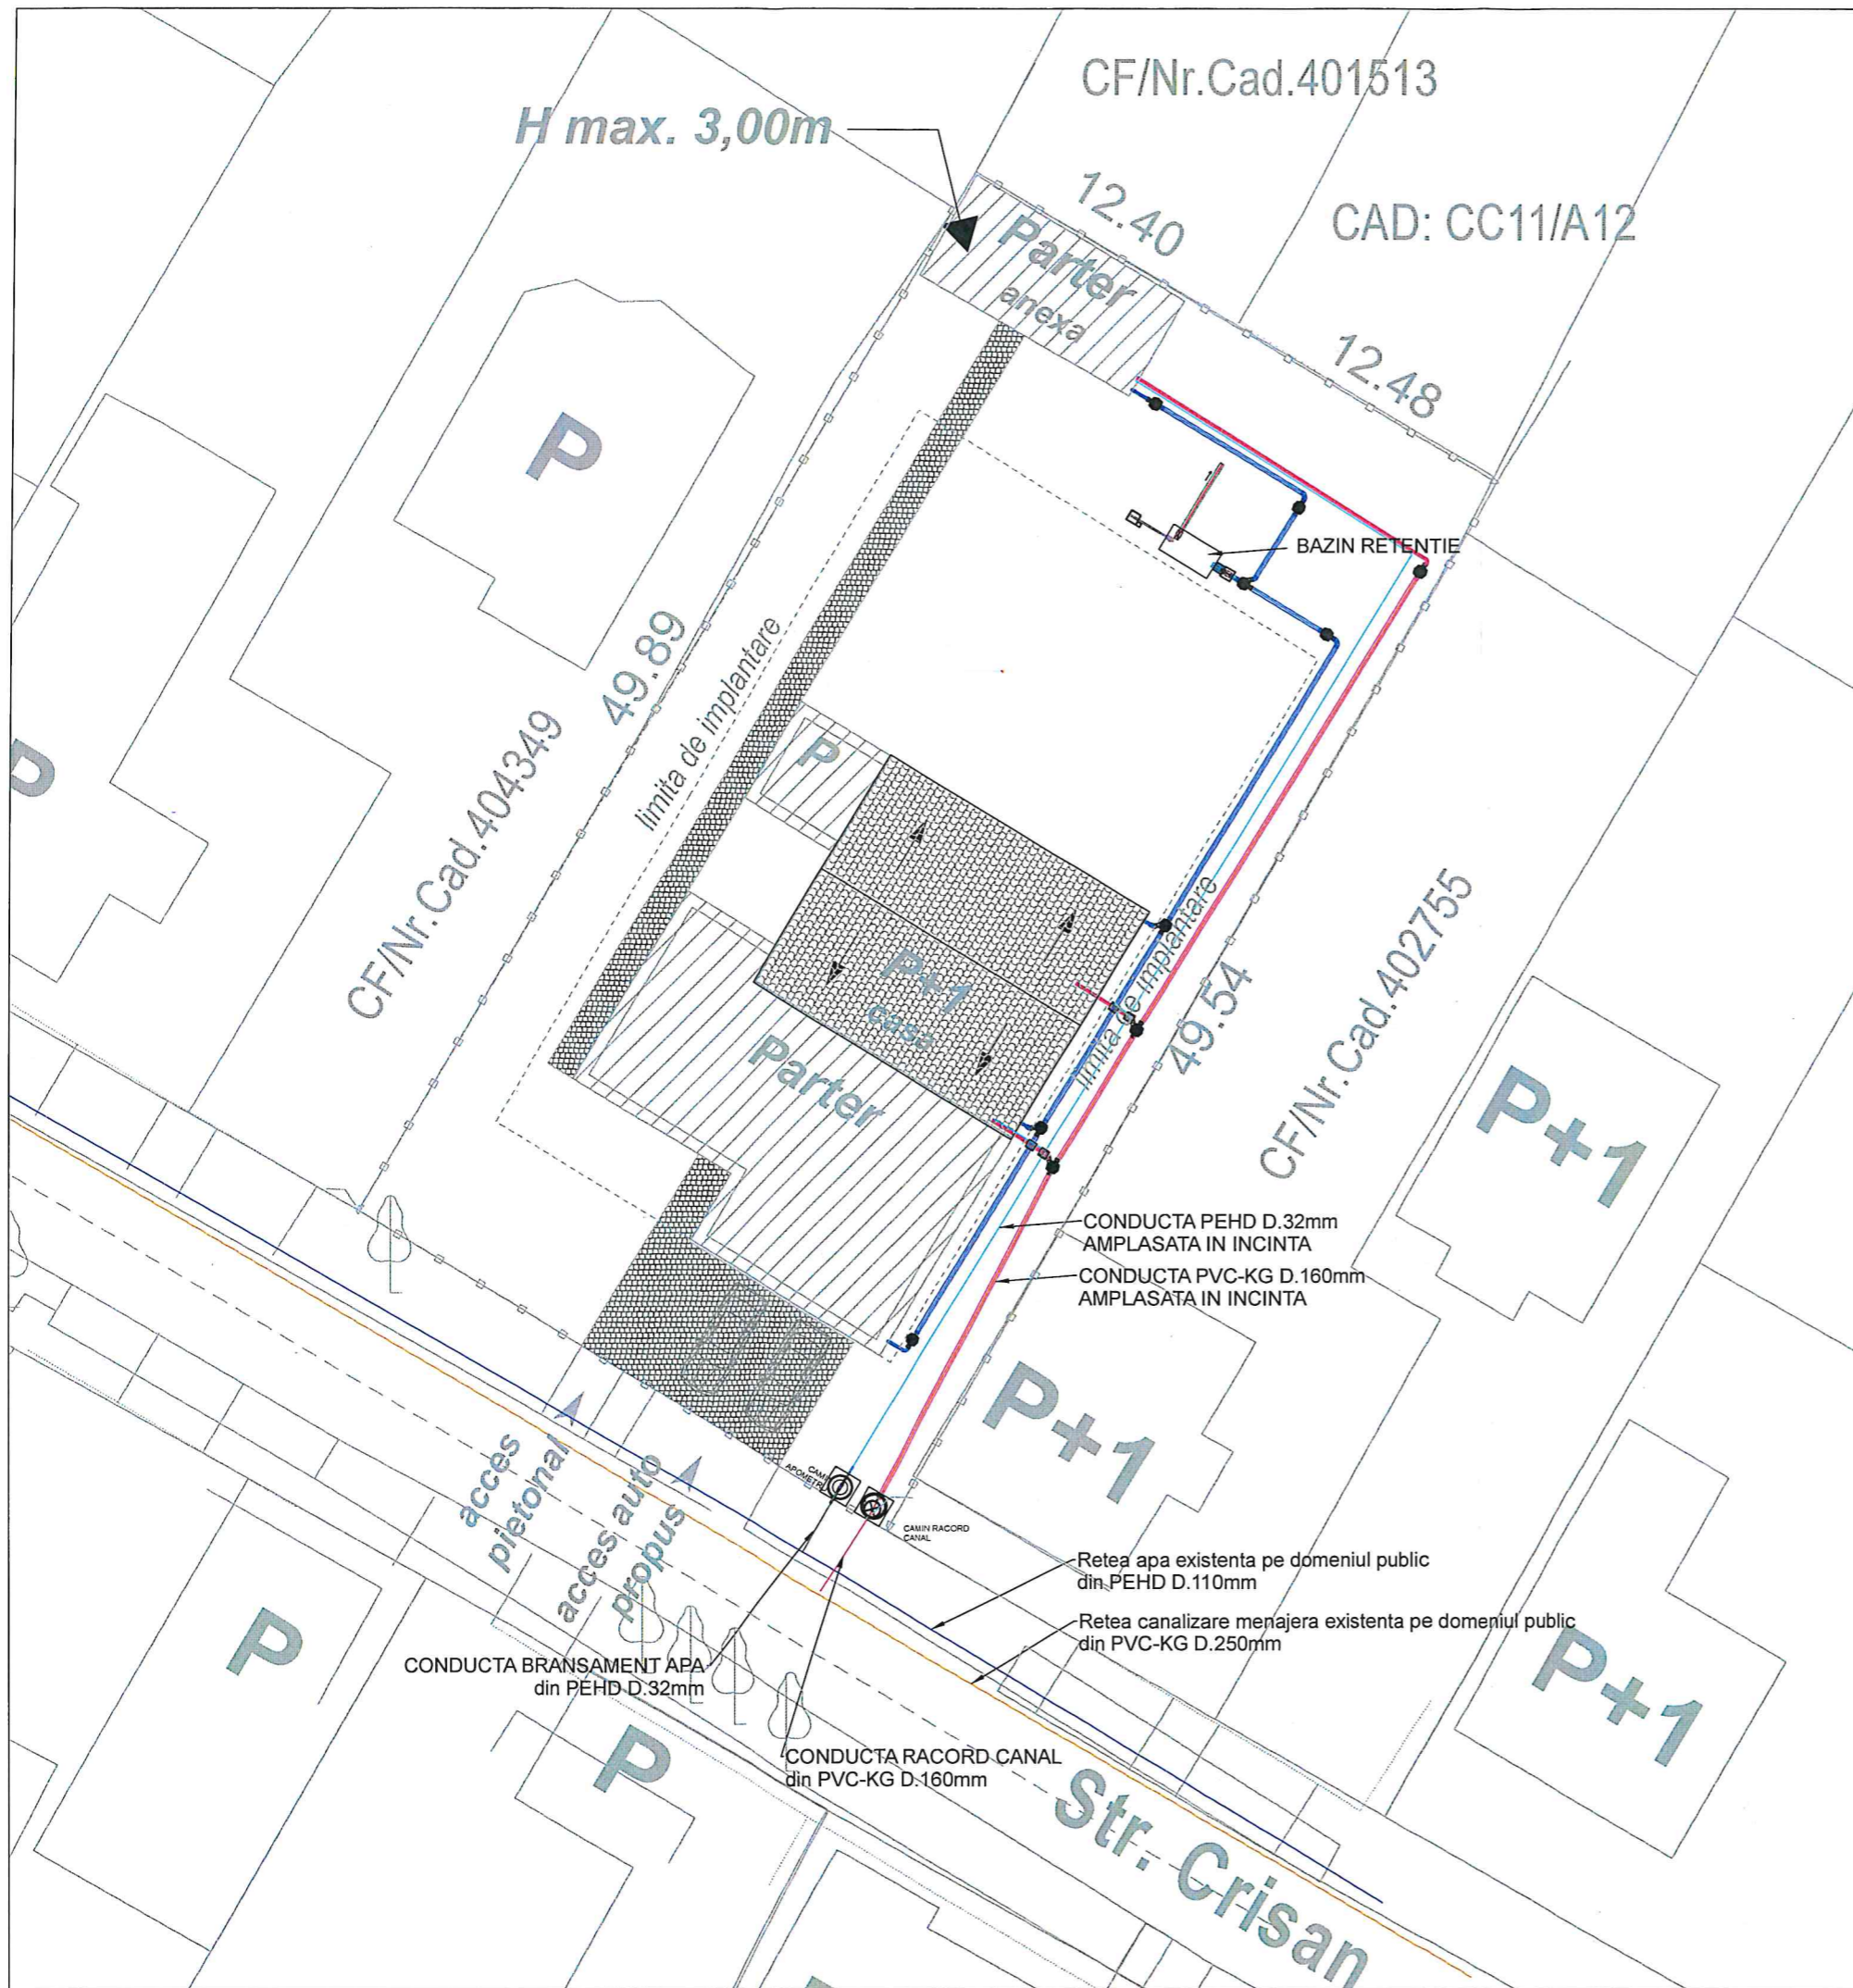 CF/Nr.Cad.401513
H max. 3,00m
12.40
CAD: CC11/A12
Parter
anexa
12.48
P
BAZIN RETENTIE
49.89
limita de implantare
CF/Nr.Cad.404349
P
P
P+1
casa
limita de implantare
49.54
CF/Nr.Cad.402755
Parter
P+1
CONDUCTA PEHD D.32mm
AMPLASATA IN INCINTA
CONDUCTA PVC-KG D.160mm
AMPLASATA IN INCINTA
P+1
acces
pietonal
acces auto
propus
CAMIN RACORD
CANAL
Retea apa existenta pe domeniul public
din PEHD D.110mm
Retea canalizare menajera existenta pe domeniul public
din PVC-KG D.250mm
P
CONDUCTA BRANSAMENT APA
din PEHD D.32mm
P+1
P
CONDUCTA RACORD CANAL
din PVC-KG D.160mm
Str. Crisan